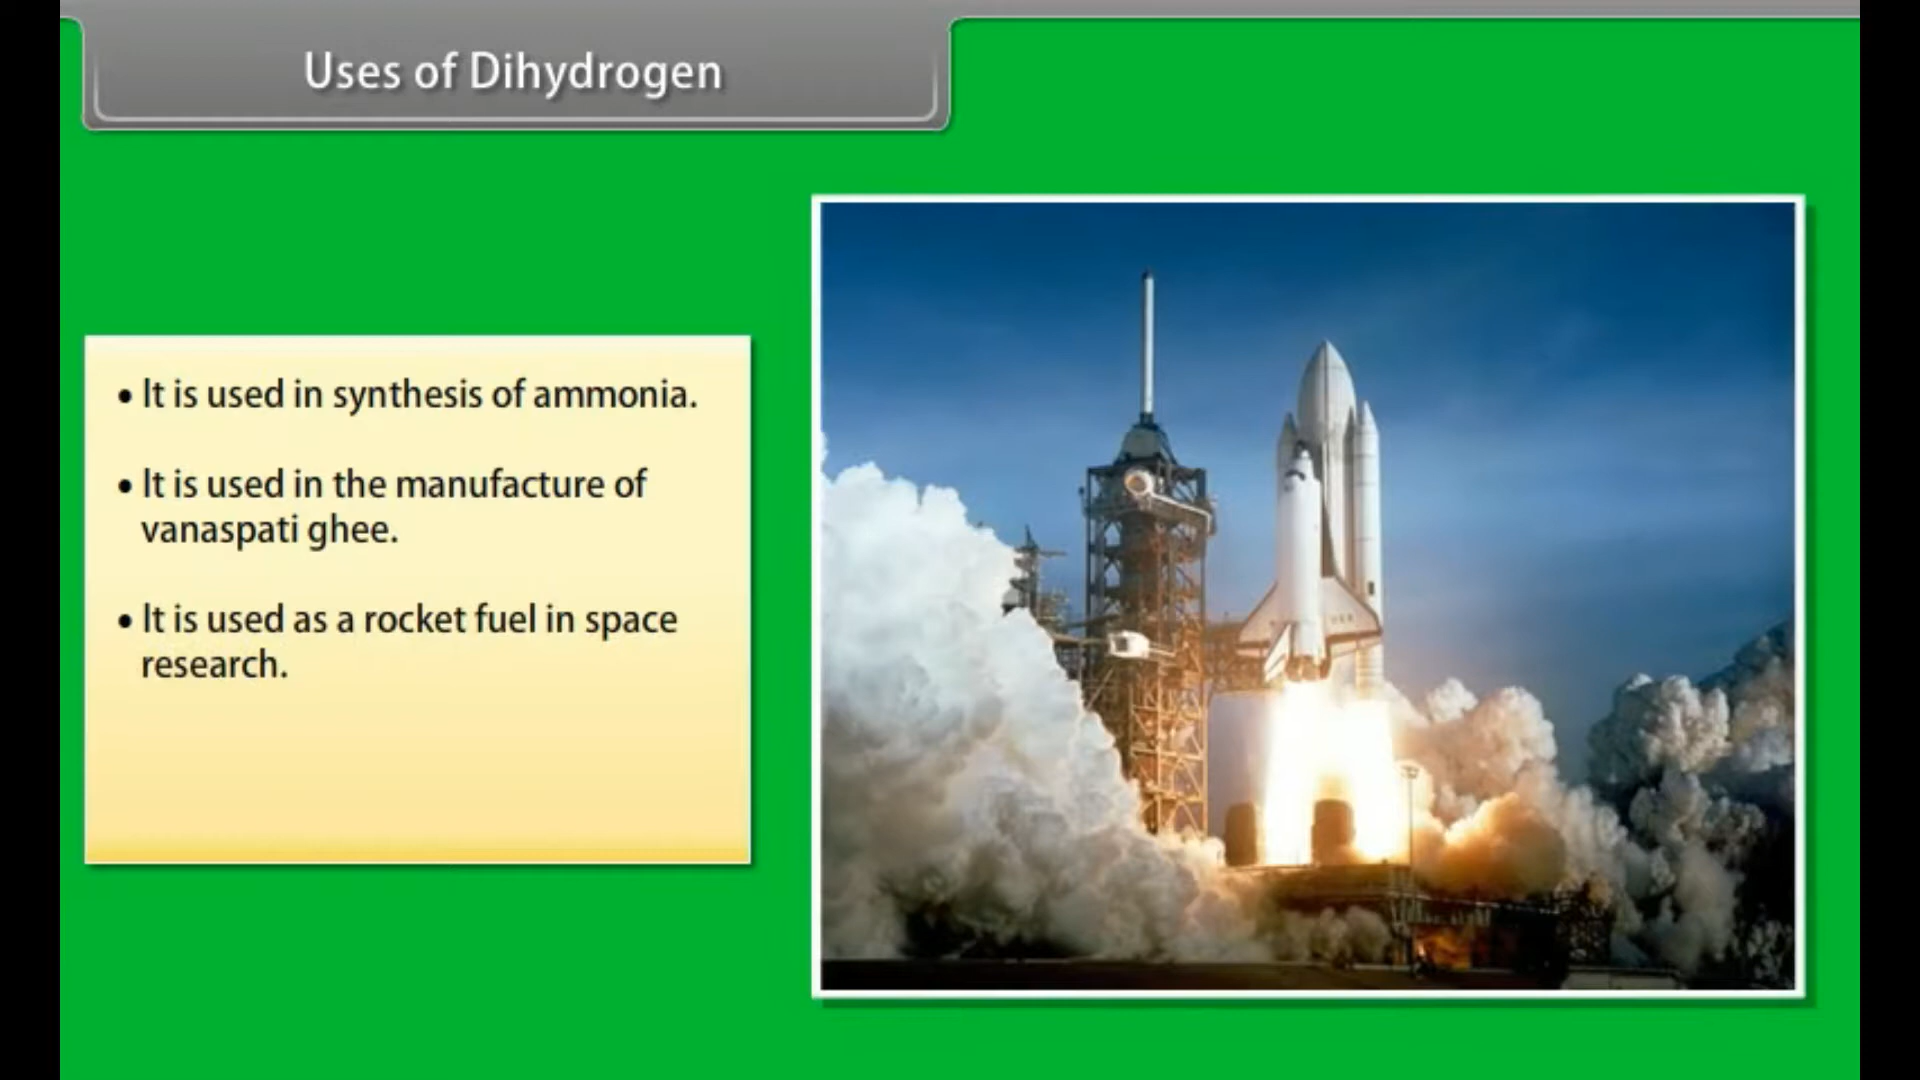 Uses of Dihydrogen
• It is used in synthesis of ammonia.
• It is used in the manufacture of
vanaspati ghee.
• It is used as a rocket fuel in space
research.